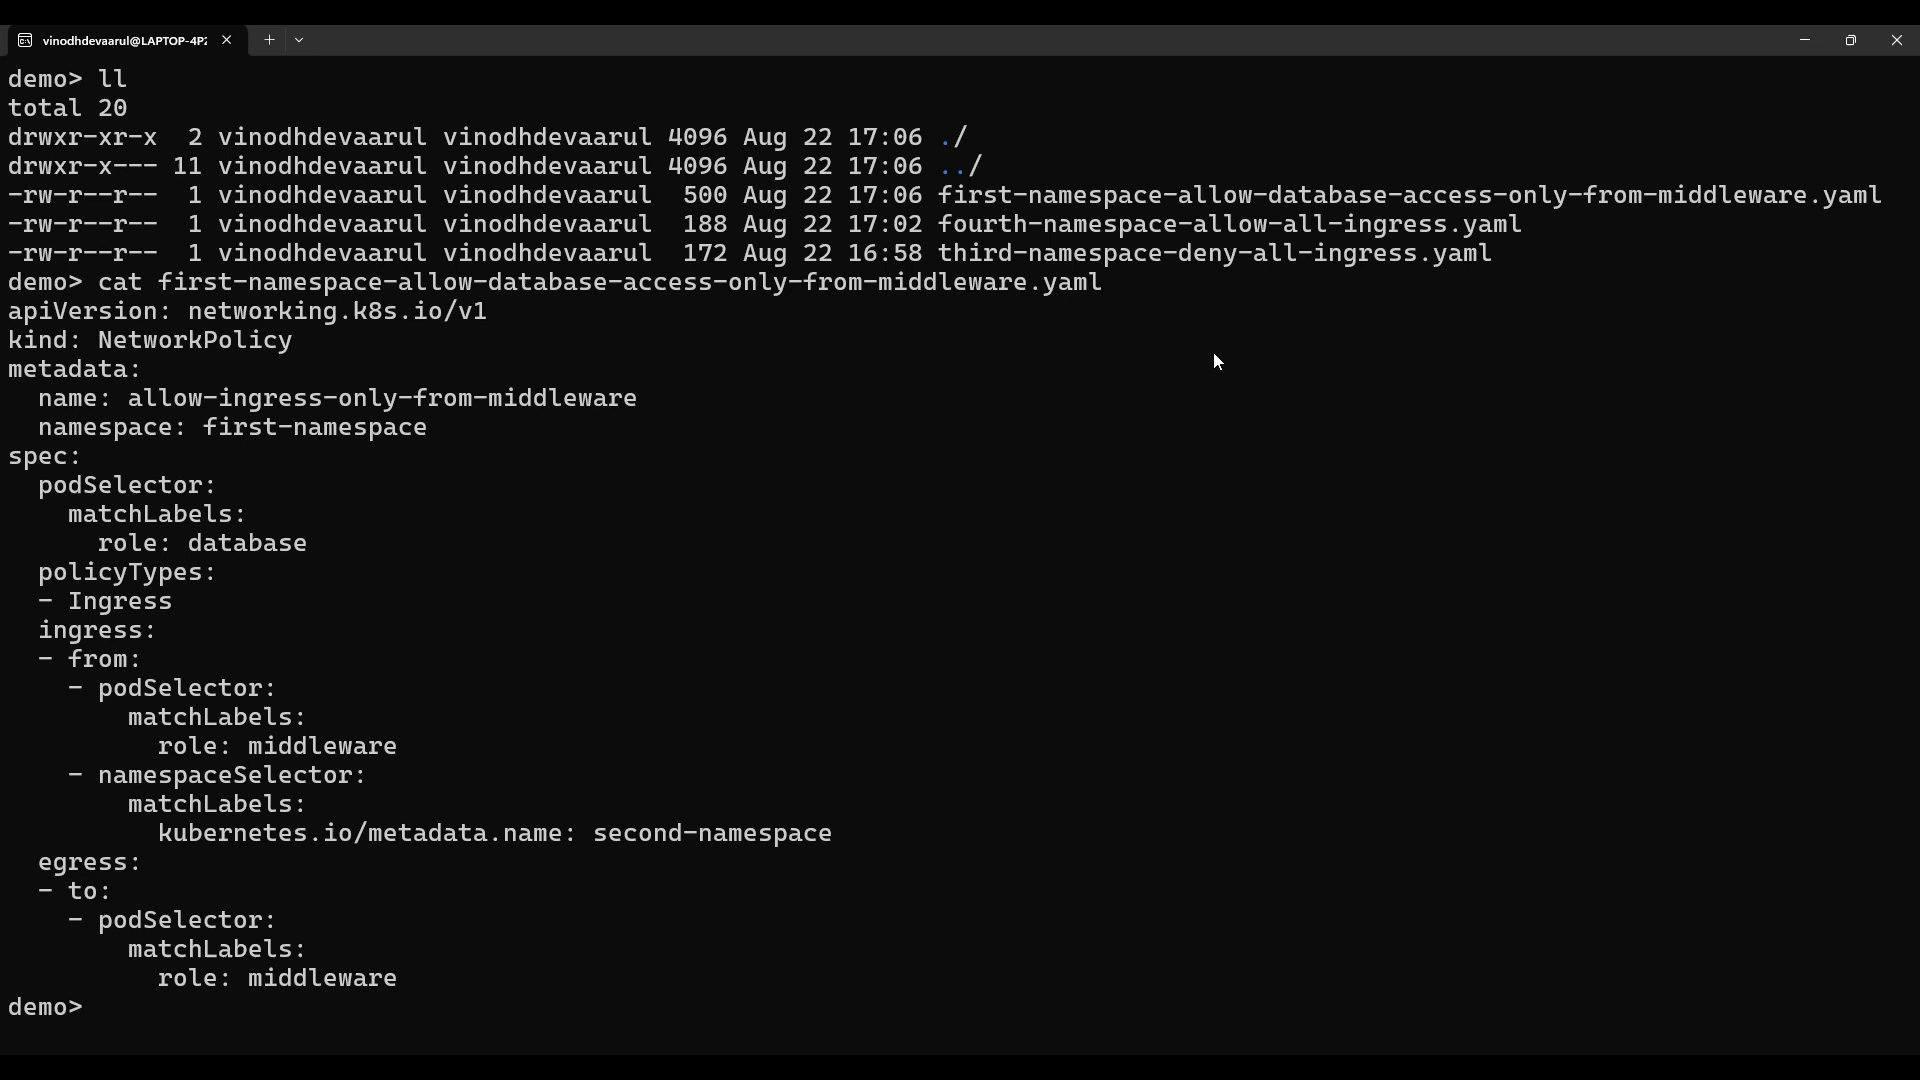 vinodhdevaarul@LAPTOP-4P
demo> ll
total 20
drwxr-xr-x  2 vinodhdevaarul vinodhdevaarul 4096 Aug 22 17:06 ./
drwxr-x--- 11 vinodhdevaarul vinodhdevaarul 4096 Aug 22 17:06 ../
-rw-r--r--  1 vinodhdevaarul vinodhdevaarul  500 Aug 22 17:06 first-namespace-allow-database-access-only-from-middleware.yaml
-rw-r--r--  1 vinodhdevaarul vinodhdevaarul  188 Aug 22 17:02 fourth-namespace-allow-all-ingress.yaml
-rw-r--r--  1 vinodhdevaarul vinodhdevaarul  172 Aug 22 16:58 third-namespace-deny-all-ingress.yaml
demo> cat first-namespace-allow-database-access-only-from-middleware.yaml
apiVersion: networking.k8s.io/v1
kind: NetworkPolicy
metadata:
  name: allow-ingress-only-from-middleware
  namespace: first-namespace
spec:
  podSelector:
    matchLabels:
      role: database
  policyTypes:
  - Ingress
  ingress:
  - from:
    - podSelector:
        matchLabels:
          role: middleware
    - namespaceSelector:
        matchLabels:
          kubernetes.io/metadata.name: second-namespace
  egress:
  - to:
    - podSelector:
        matchLabels:
          role: middleware
demo>